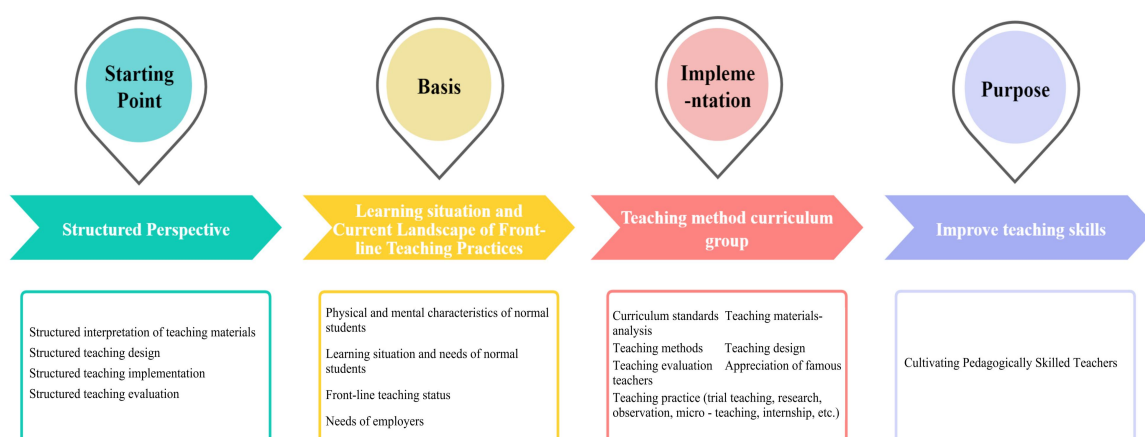 Starting
Point
Basis
Impleme
-ntation
Purpose
Structured Perspective
Learning situation and
Current Landscape of Front-
line Teaching Practices
Teaching method curriculum
group
Improve teaching skills
Structured interpretation of teaching materials
Structured teaching design
Structured teaching implementation
Structured teaching evaluation
Physical and mental characteristics of normal
students
Learning situation and needs of normal
students
Front-line teaching status
Needs of employers
Curriculum standards Teaching materials-
analysis
Teaching methods Teaching design
Teaching evaluation Appreciation of famous
teachers
Teaching practice (trial teaching, research,
observation, micro - teaching, internship, etc.)
Cultivating Pedagogically Skilled Teachers